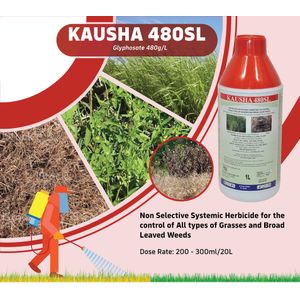 KAUSHA 480SL
Glyphosate 480g/L
KAUSHA 480SL
1L
Non Selective Systemic Herbicide for the
control of All types of Grasses and Broad
Leaved Weeds
Dose Rate: 200 - 300ml/20L